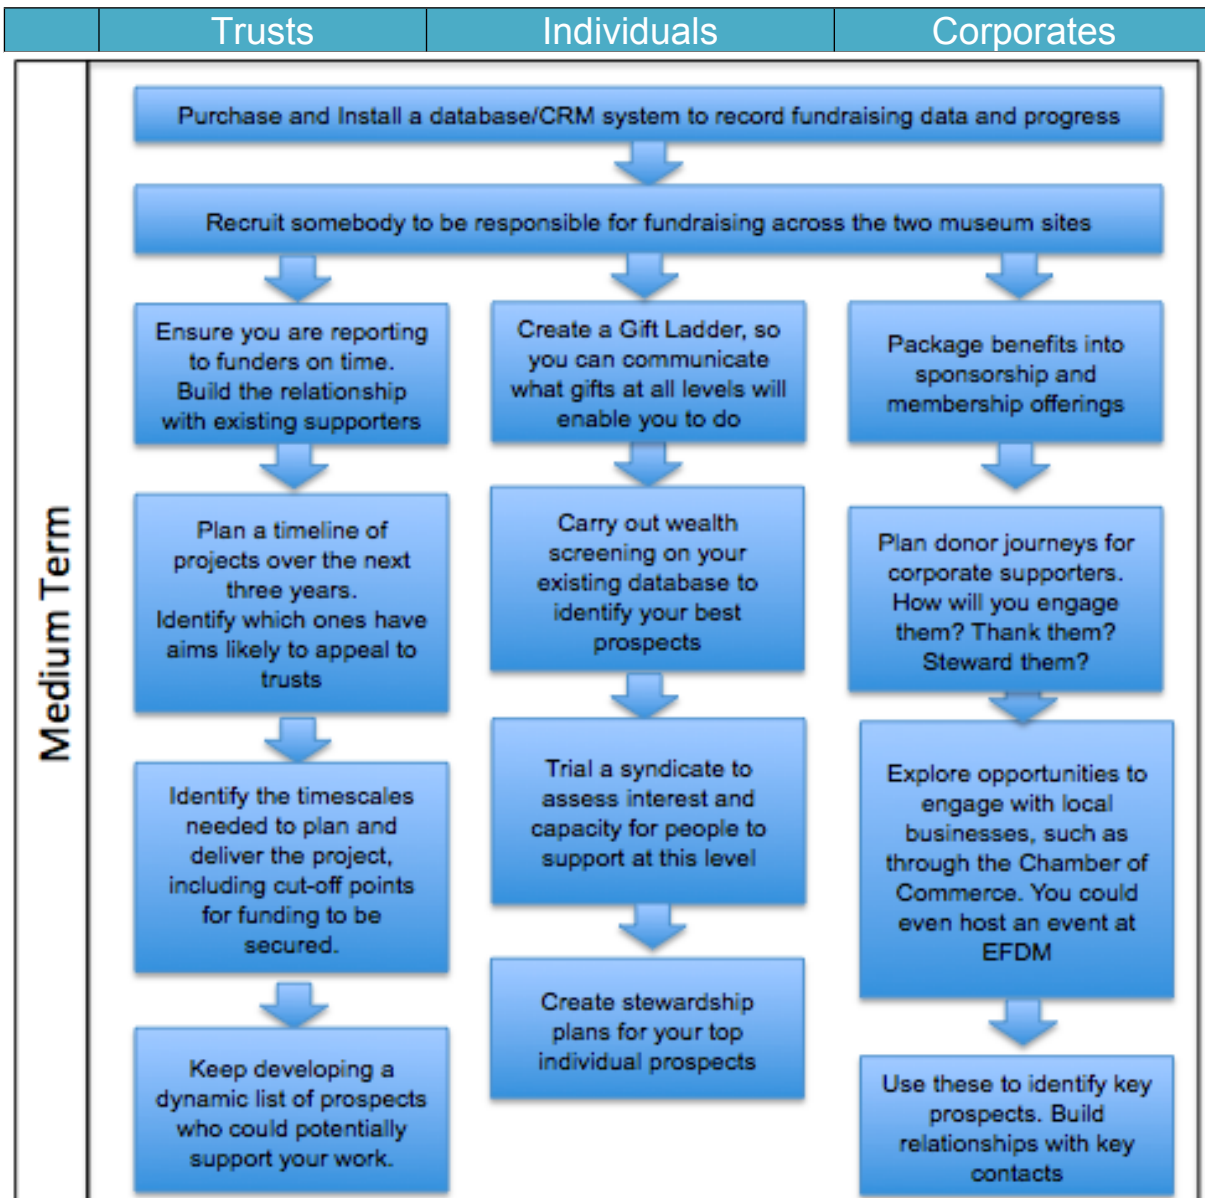 Trusts
Individuals
Corporates
Medium Term
Purchase and Install a database/CRM system to record fundraising data and progress
Recruit somebody to be responsible for fundraising across the two museum sites
Ensure you are reporting
to funders on time.
Build the relationship
with existing supporters
Plan a timeline of
projects over the next
three years.
Identify which ones have
aims likely to appeal to
trusts
Identify the timescales
needed to plan and
deliver the project,
including cut-off points
for funding to be
secured.
Keep developing a
dynamic list of prospects
who could potentially
support your work.
Create a Gift Ladder, so
you can communicate
what gifts at all levels will
enable you to do
Carry out wealth
screening on your
existing database to
identify your best
prospects
Trial a syndicate to
assess interest and
capacity for people to
support at this level
Create stewardship
plans for your top
individual prospects
Package benefits into
sponsorship and
membership offerings
Plan donor journeys for
corporate supporters.
How will you engage
them? Thank them?
Steward them?
Explore opportunities to
engage with local
businesses, such as
through the Chamber of
Commerce. You could
even host an event at
EFDM
Use these to identify key
prospects. Build
relationships with key
contacts